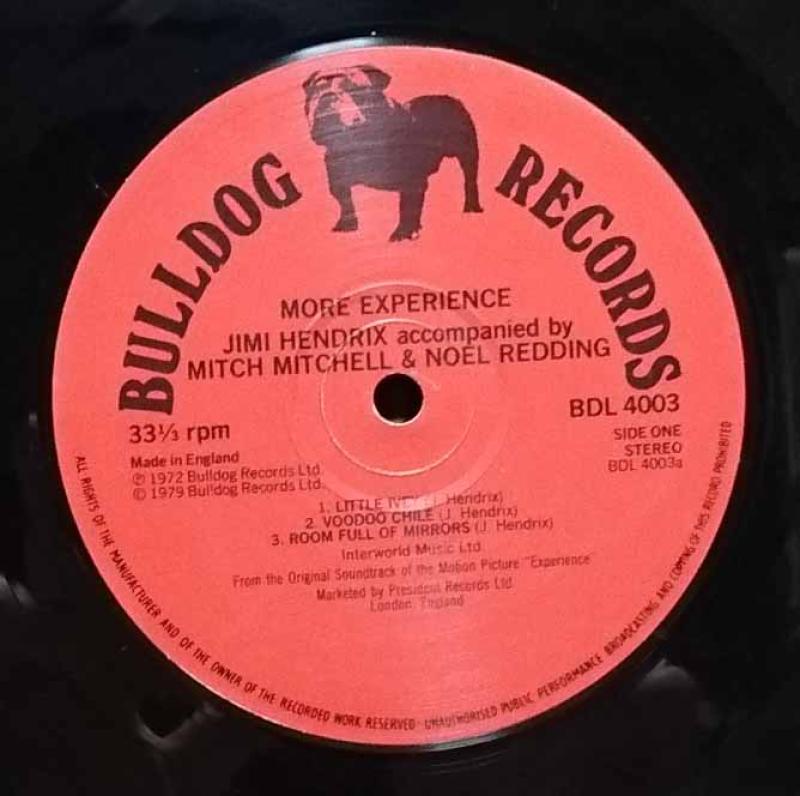 BULLDOG RECORDS
MORE EXPERIENCE
JIMI HENDRIX accompanied by
MITCH MITCHELL & NOEL REDDING
BDL 4003
33⅓ rpm
SIDE ONE
STEREO
BDL 4003a
Made in England
℗ 1972 Bulldog Records Ltd.
© 1979 Bulldog Records Ltd.
1. LITTLE IVEY (J. Hendrix)
2. VOODOO CHILE (J. Hendrix)
3. ROOM FULL OF MIRRORS (J. Hendrix)
Interworld Music Ltd.
From the Original Soundtrack of the Motion Picture "Experience"
Marketed by President Records Ltd.
London, England
ALL RIGHTS OF THE MANUFACTURER AND OF THE OWNER OF THE RECORDED WORK RESERVED · UNAUTHORISED PUBLIC PERFORMANCE BROADCASTING AND COPYING OF THIS RECORD PROHIBITED